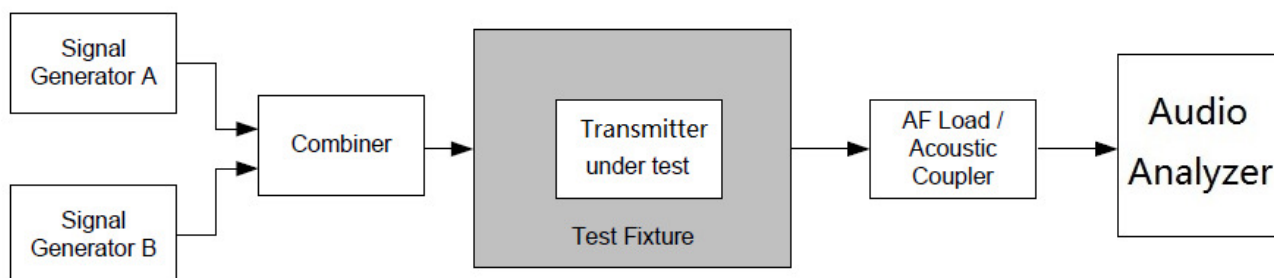 Signal
Generator A
Signal
Generator B
Combiner
Transmitter
under test
Test Fixture
AF Load /
Acoustic
Coupler
Audio
Analyzer